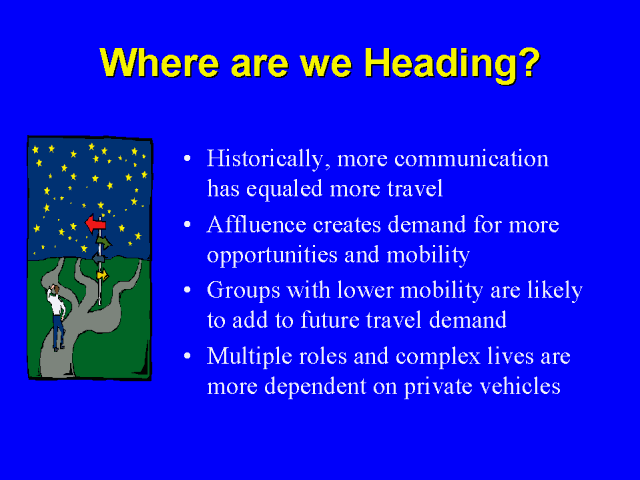 Where are we Heading?
• Historically, more communication
has equaled more travel
• Affluence creates demand for more
opportunities and mobility
• Groups with lower mobility are likely
to add to future travel demand
• Multiple roles and complex lives are
more dependent on private vehicles